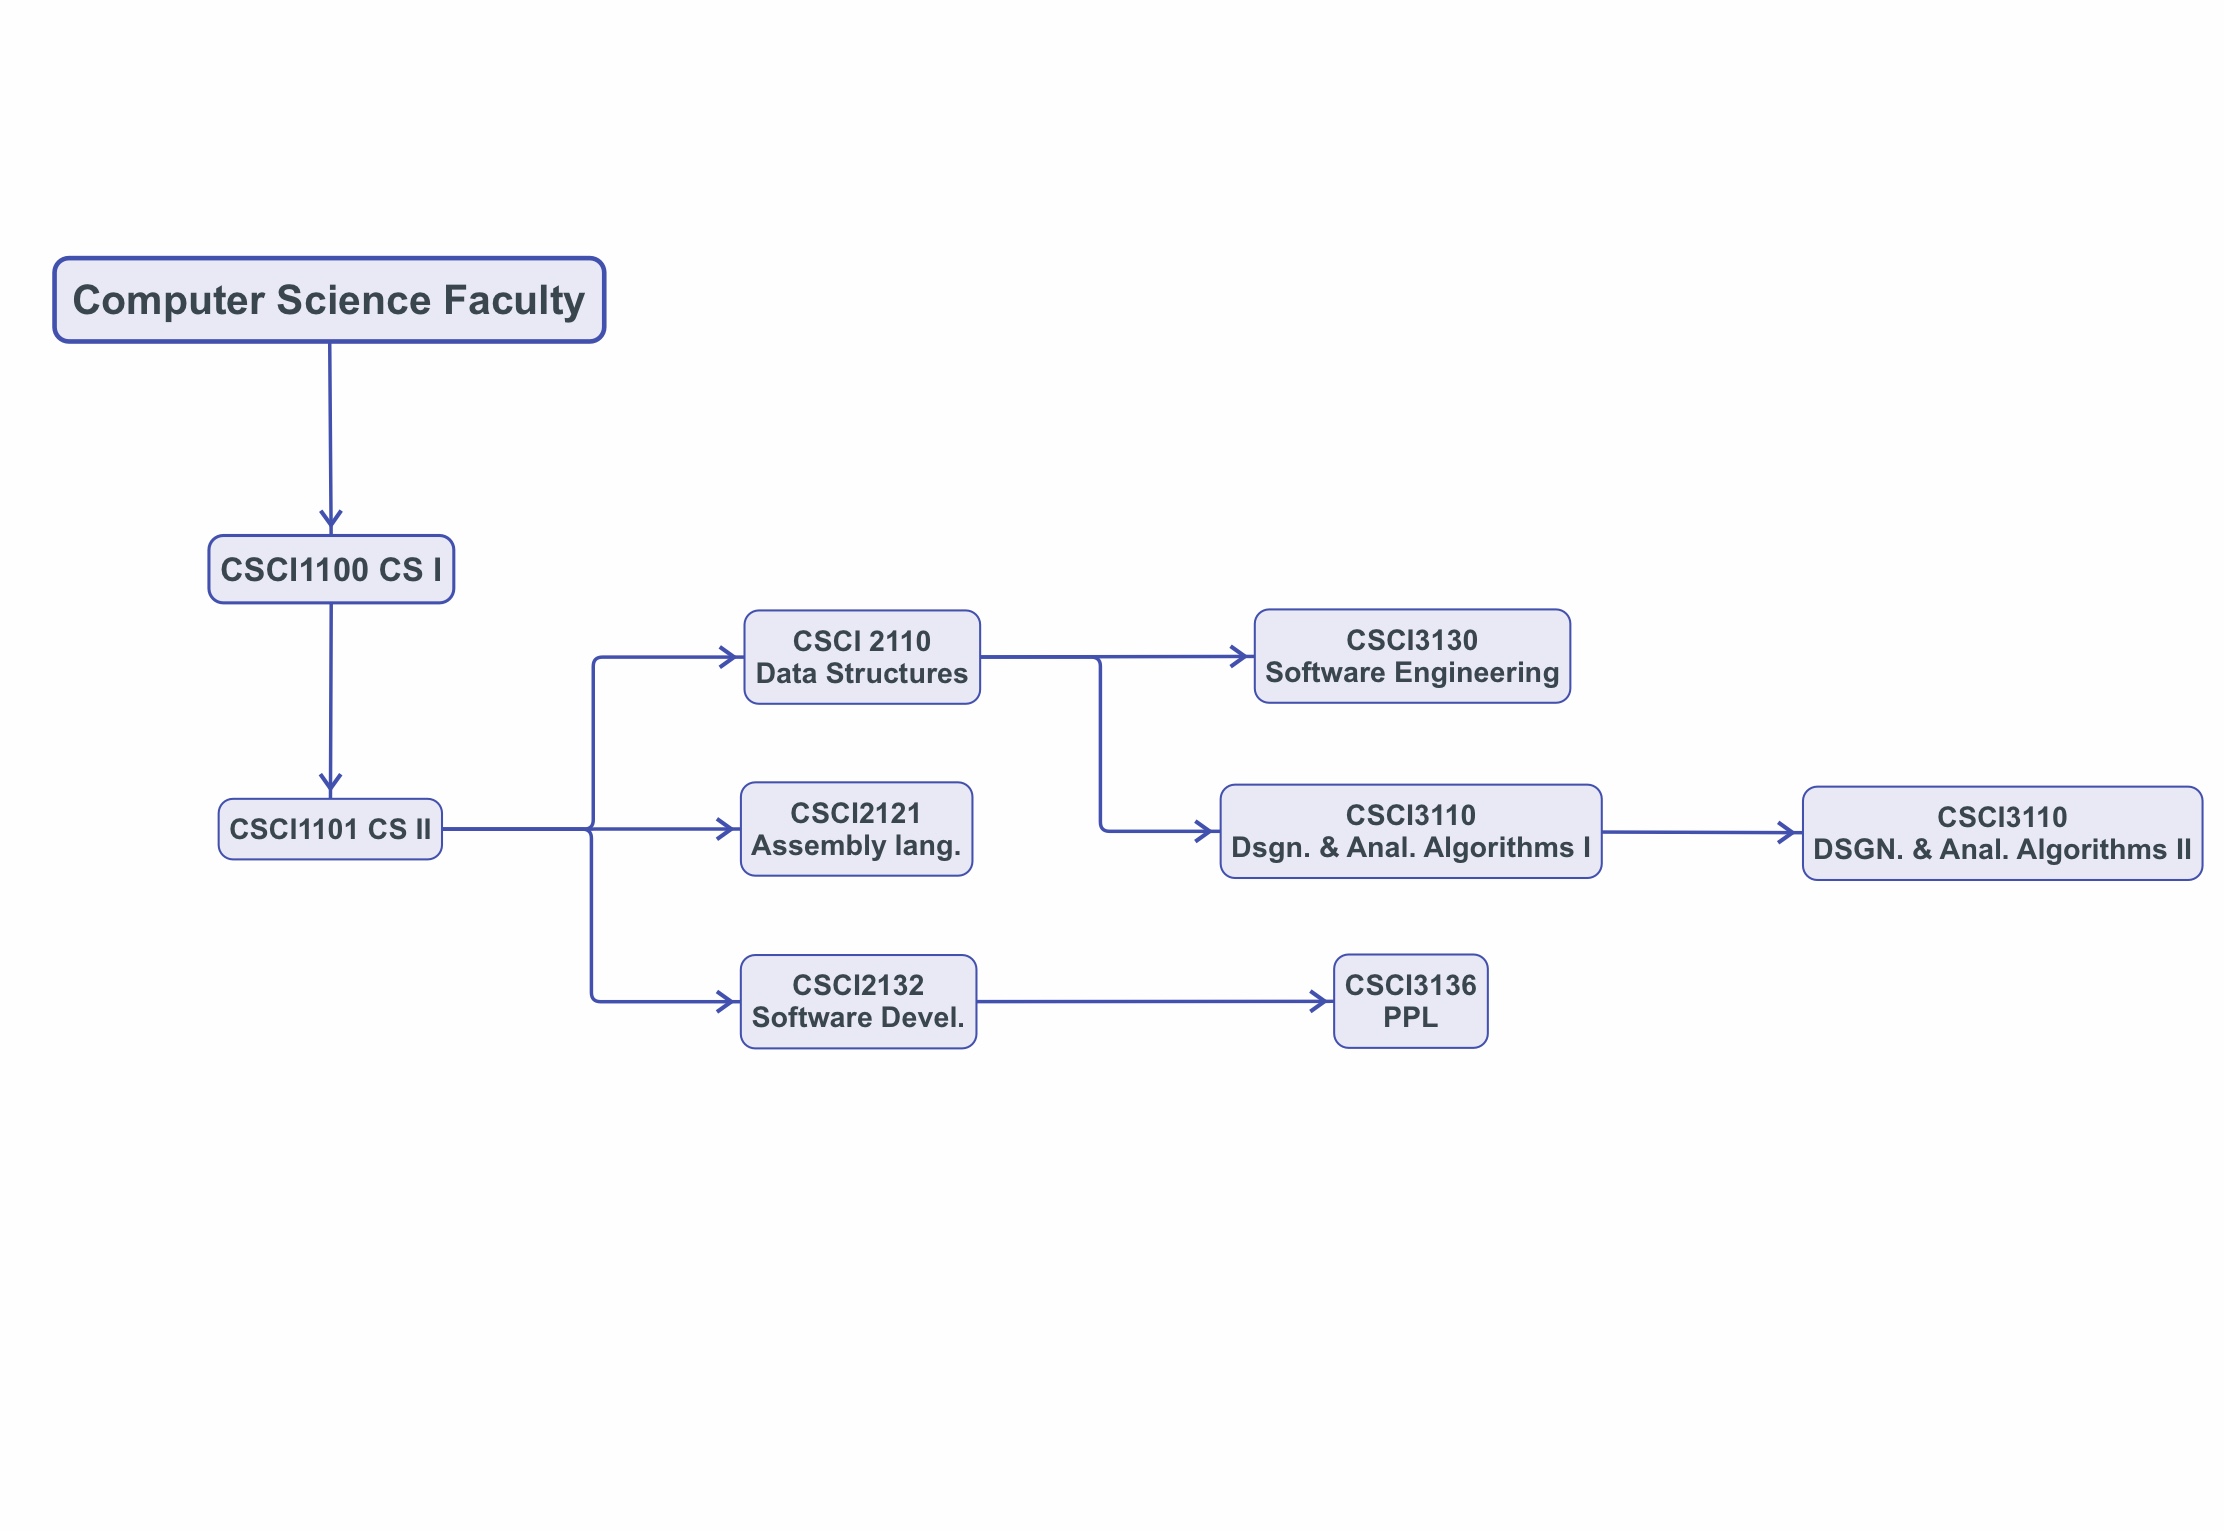 Computer Science Faculty
CSCI1100 CS I
CSCI1101 CS II
CSCI 2110
Data Structures
CSCI3130
Software Engineering
CSCI2121
Assembly lang.
CSCI3110
Dsgn. & Anal. Algorithms I
CSCI3110
DSGN. & Anal. Algorithms II
CSCI2132
Software Devel.
CSCI3136
PPL